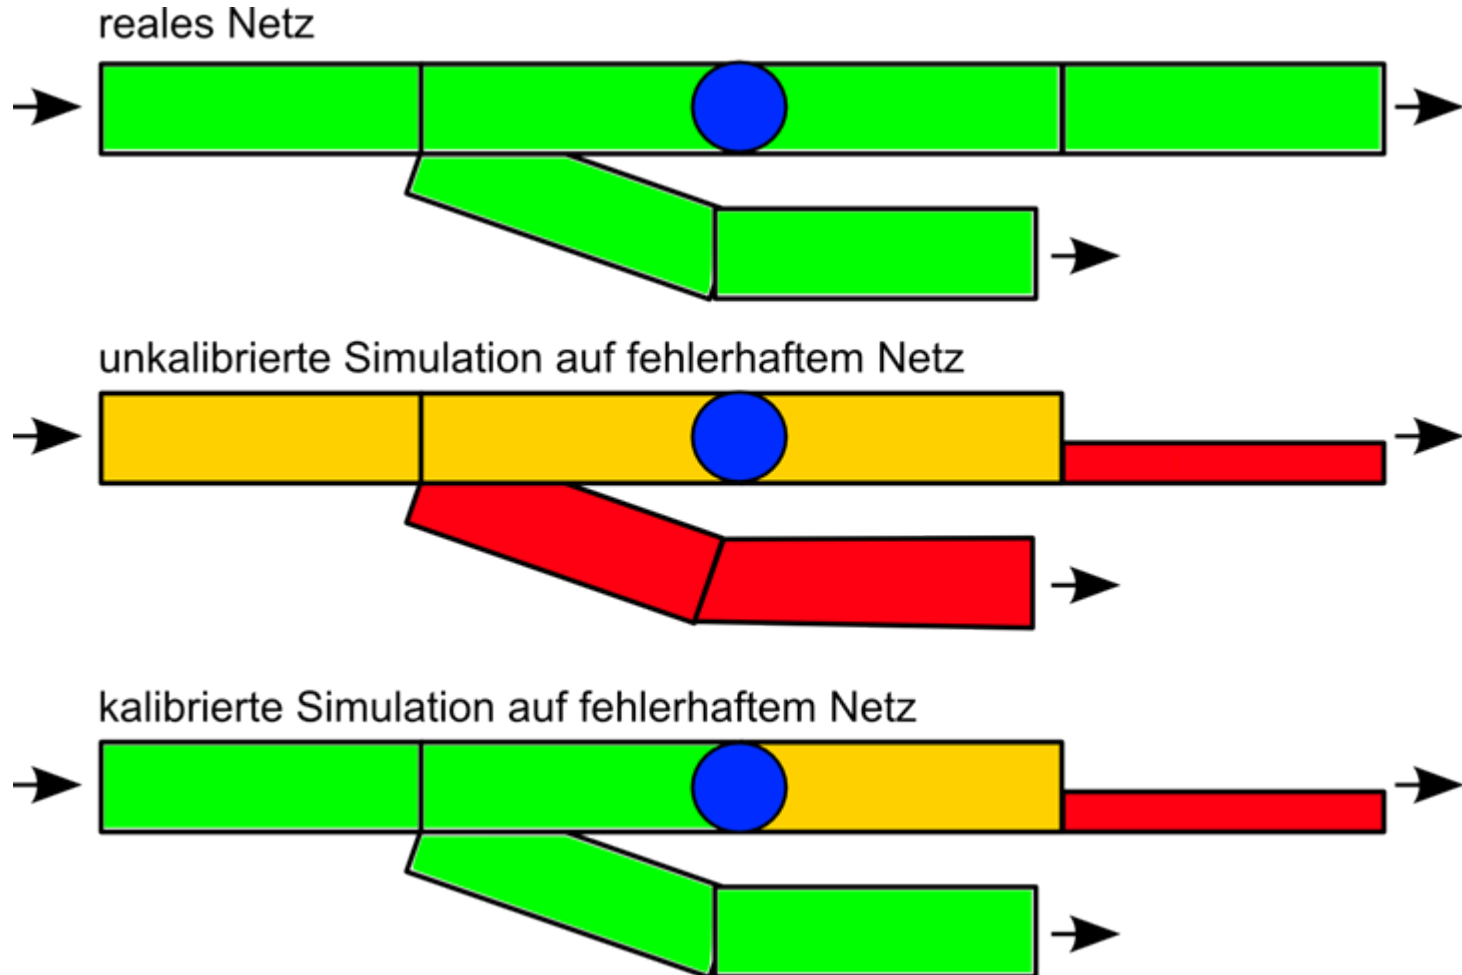 reales Netz
unkalibrierte Simulation auf fehlerhaftem Netz
kalibrierte Simulation auf fehlerhaftem Netz